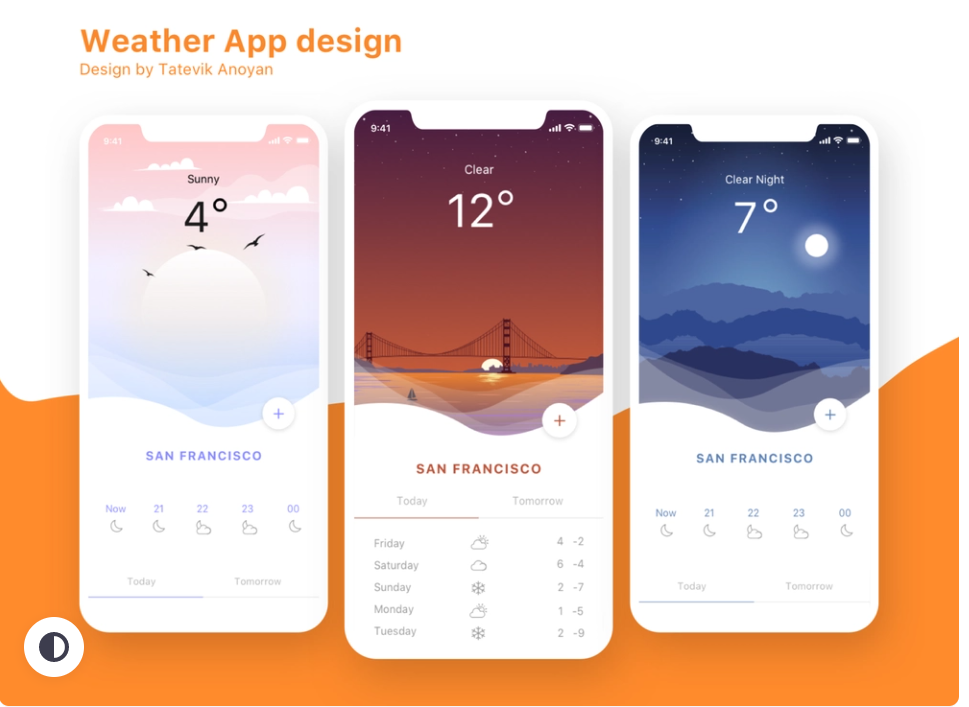 Weather App design
Design by Tatevik Anoyan
9:41
Sunny
4°
SAN FRANCISCO
Now 21 22 23 00
Today Tomorrow
9:41
Clear
12°
SAN FRANCISCO
Today Tomorrow
Friday 4 -2
Saturday 6 -4
Sunday 2 -7
Monday 1 -5
Tuesday 2 -9
9:41
Clear Night
7°
SAN FRANCISCO
Now 21 22 23 00
Today Tomorrow